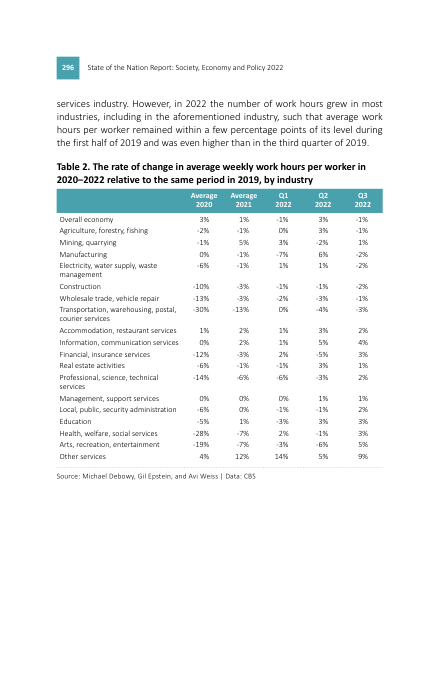 296 State of the Nation Report: Society, Economy and Policy 2022
services industry. However, in 2022 the number of work hours grew in most
industries, including in the aforementioned industry, such that average work
hours per worker remained within a few percentage points of its level during
the first half of 2019 and was even higher than in the third quarter of 2019.
Table 2. The rate of change in average weekly work hours per worker in
2020–2022 relative to the same period in 2019, by industry
Average 2020 Average 2021 Q1 2022 Q2 2022 Q3 2022
Overall economy 3% 1% -1% 3% -1%
Agriculture, forestry, fishing -2% -1% 0% 3% -1%
Mining, quarrying -1% 5% 3% -2% 1%
Manufacturing 0% -1% -7% 6% -2%
Electricity, water supply, waste -6% -1% 1% 1% -2%
management
Construction -10% -3% -1% -1% -2%
Wholesale trade, vehicle repair -13% -3% -2% -3% -1%
Transportation, warehousing, postal, -30% -13% 0% -4% -3%
courier services
Accommodation, restaurant services 1% 2% 1% 3% 2%
Information, communication services 0% 2% 1% 5% 4%
Financial, insurance services -12% -3% 2% -5% 3%
Real estate activities -6% -1% -1% 3% 1%
Professional, science, technical -14% -6% -6% -3% 2%
services
Management, support services 0% 0% 0% 1% 1%
Local, public, security administration -6% 0% -1% -1% 2%
Education -5% 1% -3% 3% 3%
Health, welfare, social services -28% -7% 2% -1% 3%
Arts, recreation, entertainment -19% -7% -3% -6% 5%
Other services 4% 12% 14% 5% 9%
Source: Michael Debowy, Gil Epstein, and Avi Weiss | Data: CBS